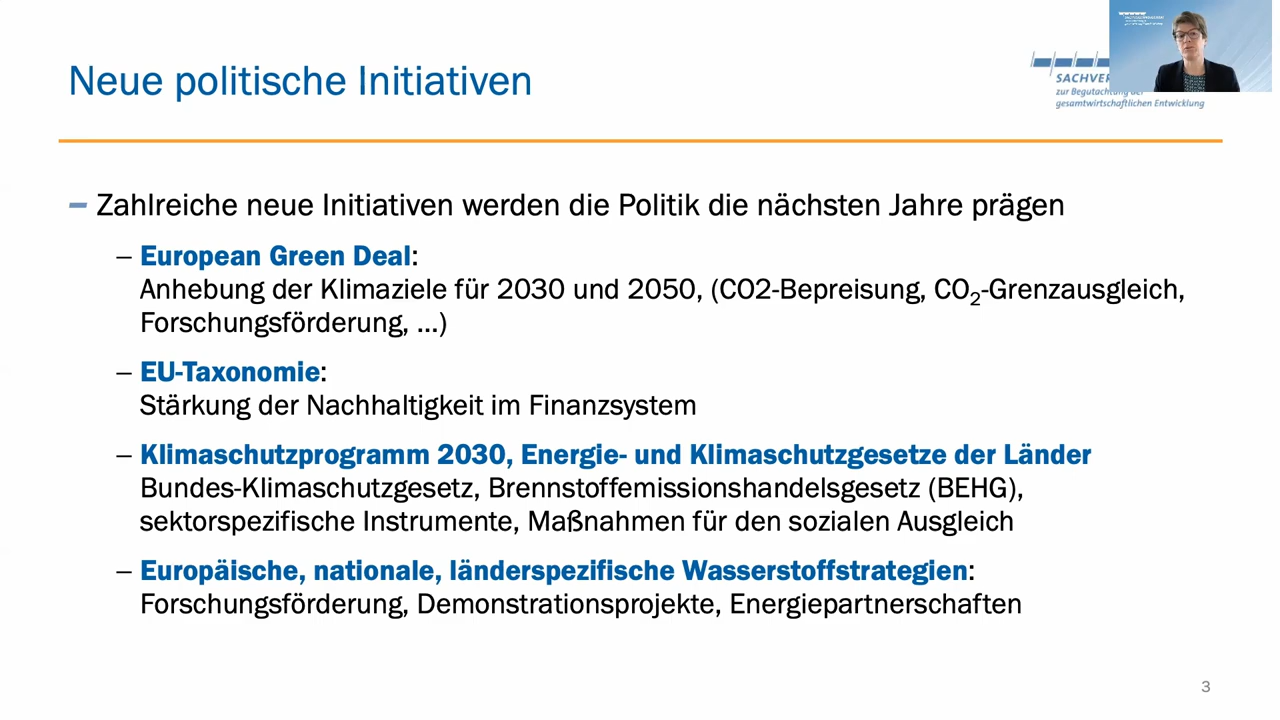 Neue politische Initiativen
zur Begutachtung der
gesamtwirtschaftlichen Entwicklung
– Zahlreiche neue Initiativen werden die Politik die nächsten Jahre prägen
– European Green Deal:
Anhebung der Klimaziele für 2030 und 2050, (CO2-Bepreisung, CO₂-Grenzausgleich,
Forschungsförderung, ...)
– EU-Taxonomie:
Stärkung der Nachhaltigkeit im Finanzsystem
– Klimaschutzprogramm 2030, Energie- und Klimaschutzgesetze der Länder
Bundes-Klimaschutzgesetz, Brennstoffemissionshandelsgesetz (BEHG),
sektorspezifische Instrumente, Maßnahmen für den sozialen Ausgleich
– Europäische, nationale, länderspezifische Wasserstoffstrategien:
Forschungsförderung, Demonstrationsprojekte, Energiepartnerschaften
3